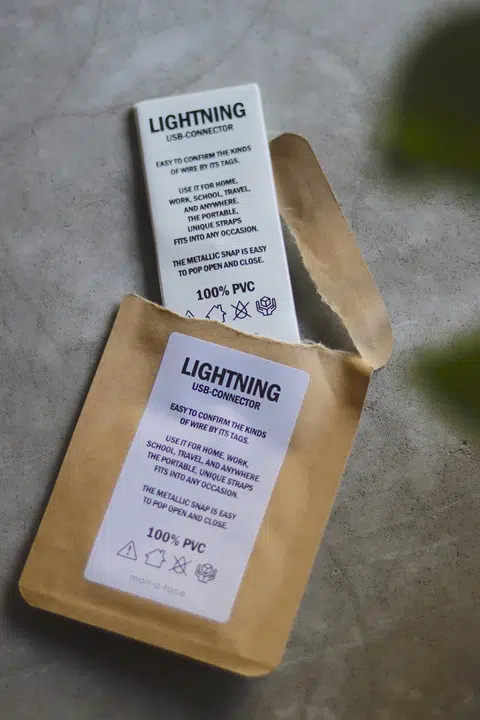 LIGHTNING
USB-CONNECTOR
EASY TO CONFIRM THE KINDS
OF WIRE BY ITS TAGS.
USE IT FOR HOME,
WORK, SCHOOL, TRAVEL,
AND ANYWHERE.
THE PORTABLE,
UNIQUE STRAPS
FITS INTO ANY OCCASION.
THE METALLIC SNAP IS EASY
TO POP OPEN AND CLOSE.
100% PVC
LIGHTNING
USB-CONNECTOR
EASY TO CONFIRM THE KINDS
OF WIRE BY ITS TAGS.
USE IT FOR HOME, WORK,
SCHOOL, TRAVEL, AND ANYWHERE.
THE PORTABLE, UNIQUE STRAPS
FITS INTO ANY OCCASION.
THE METALLIC SNAP IS EASY
TO POP OPEN AND CLOSE.
100% PVC